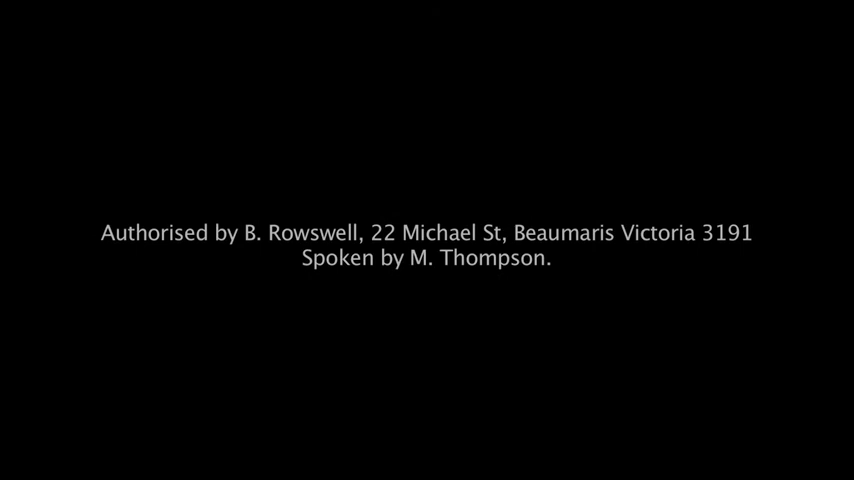 Authorised by B. Rowswell, 22 Michael St, Beaumaris Victoria 3191
Spoken by M. Thompson.